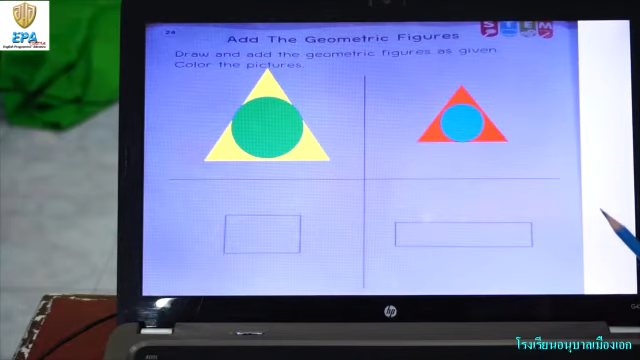 EPA
24
Add The Geometric Figures
STEM
Draw and add the geometric figures as given.
Color the pictures.
hp
โรงเรียนอนุบาลเมืองเอก